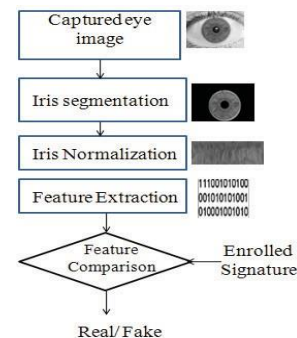 Captured eye
image
Iris segmentation
Iris Normalization
Feature Extraction
111001010100
001010101001
010001001010
Feature
Comparison
Enrolled
Signature
Real/ Fake